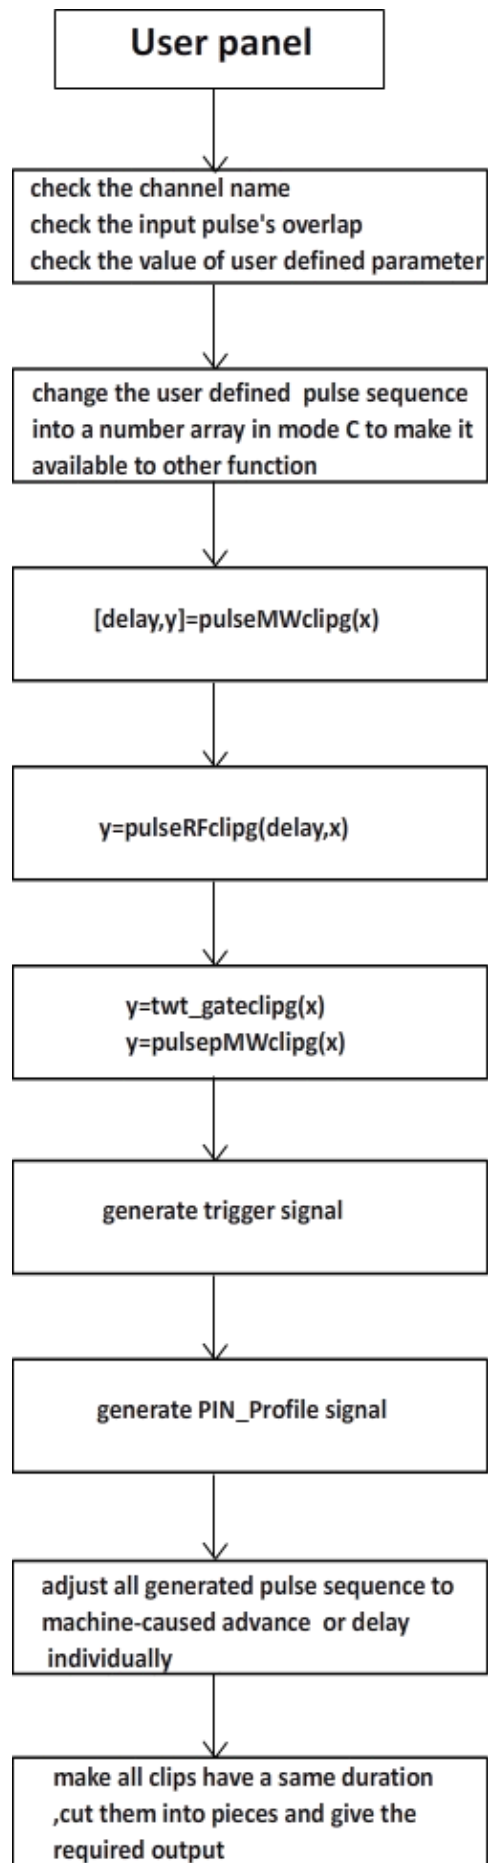 User panel
check the channel name
check the input pulse's overlap
check the value of user defined parameter
change the user defined pulse sequence
into a number array in mode C to make it
available to other function
[delay,y]=pulseMWclipg(x)
y=pulseRFclipg(delay,x)
y=twt_gateclipg(x)
y=pulsepMWclipg(x)
generate trigger signal
generate PIN_Profile signal
adjust all generated pulse sequence to
machine-caused advance or delay
individually
make all clips have a same duration
,cut them into pieces and give the
required output